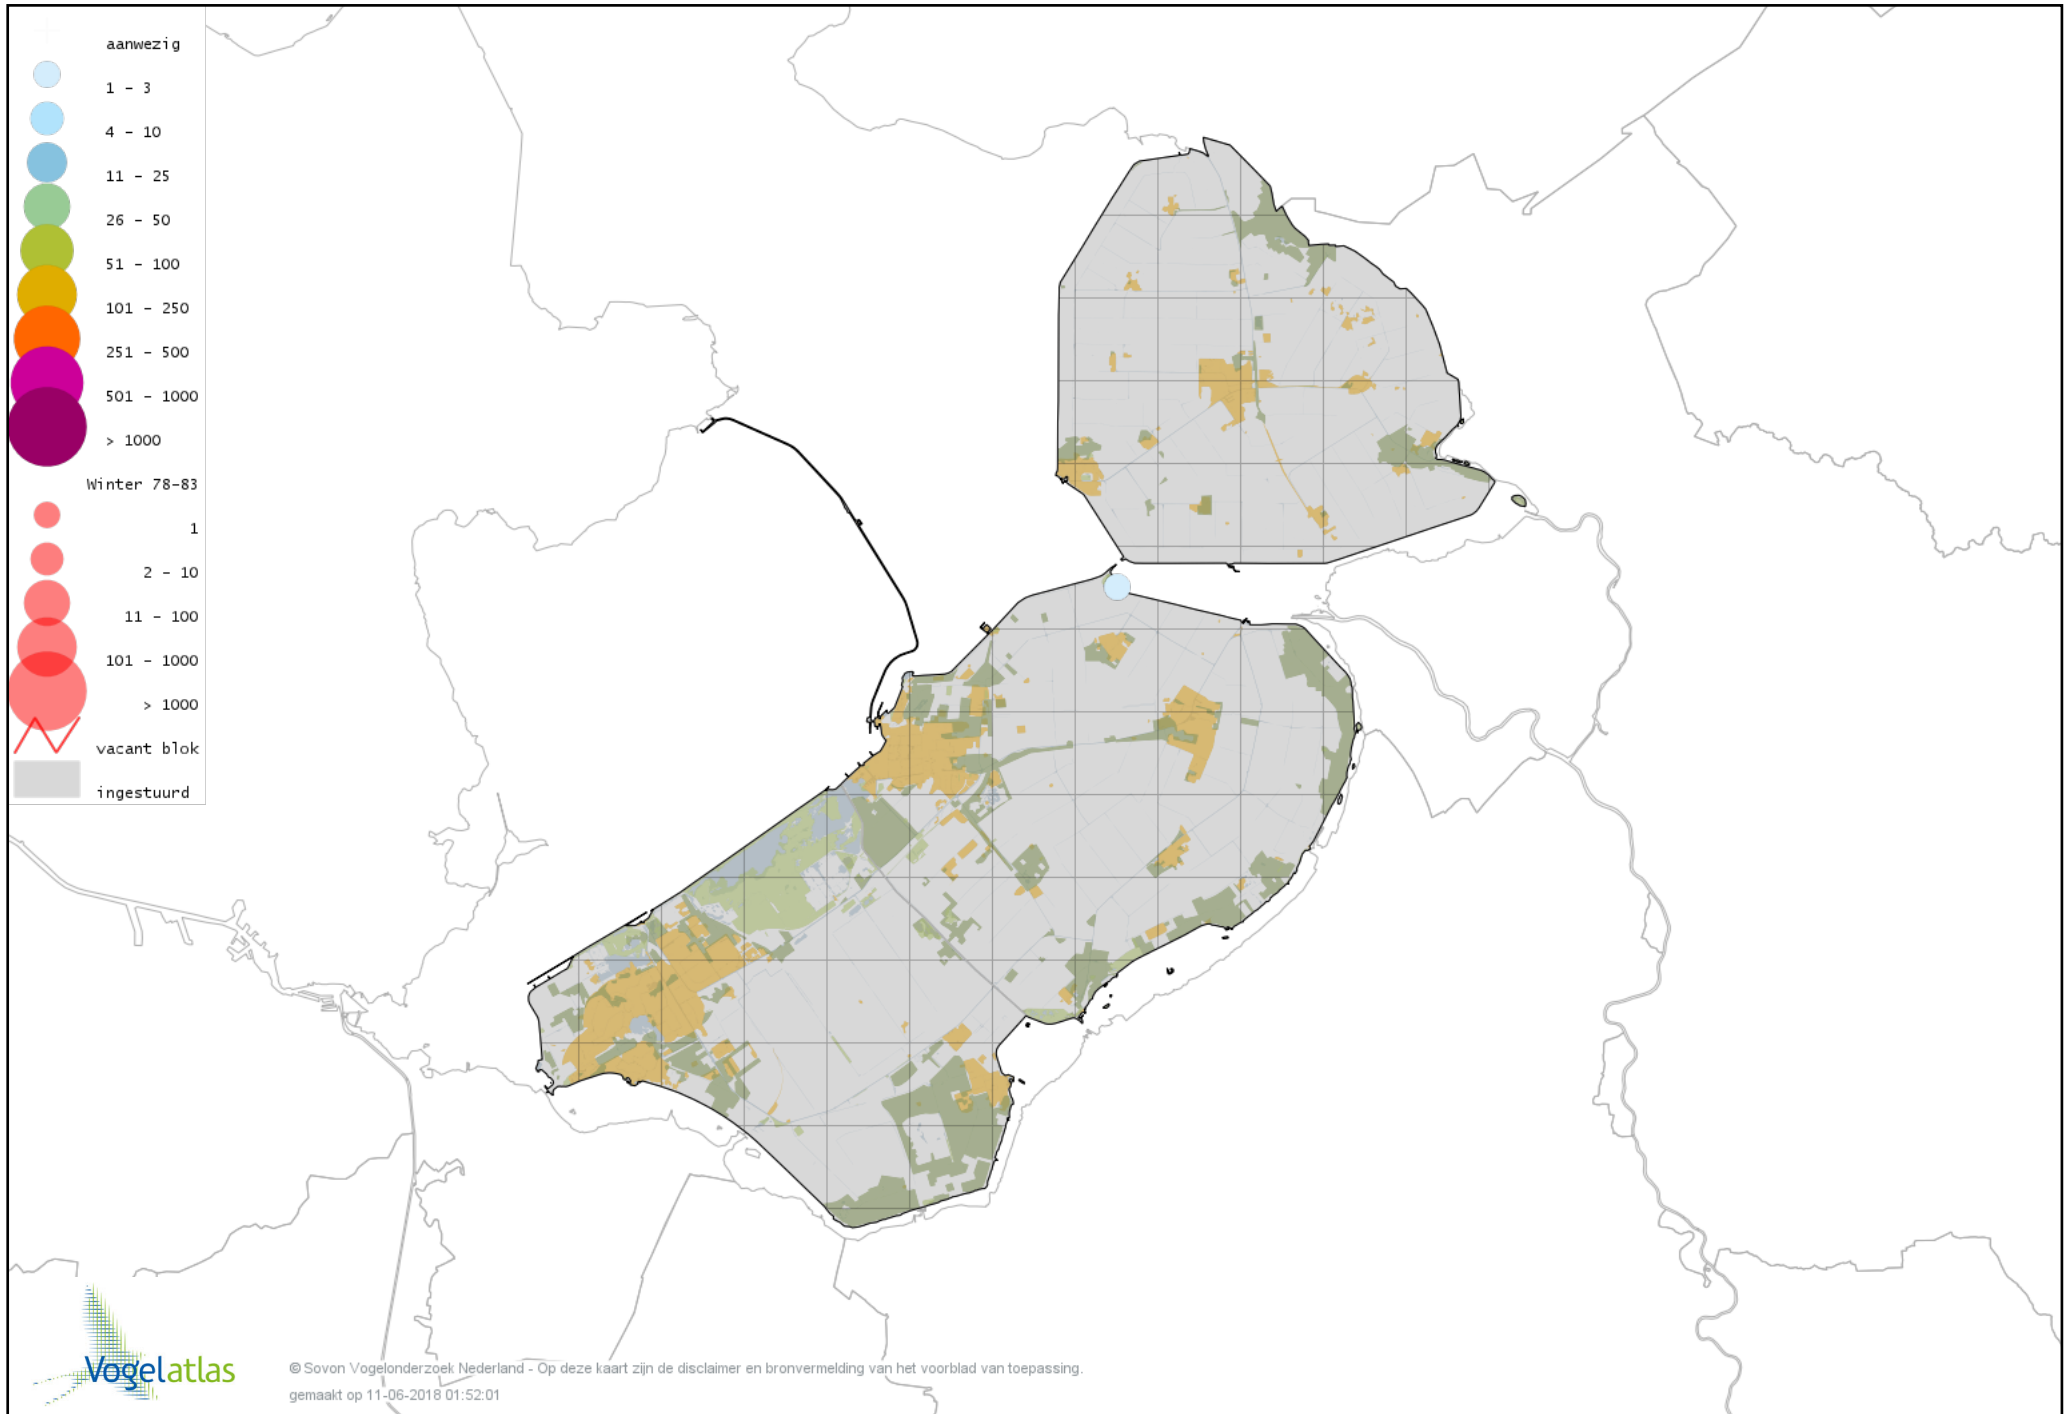 aanwezig
1 - 3
4 - 10
11 - 25
26 - 50
51 - 100
101 - 250
251 - 500
501 - 1000
> 1000
Winter 78-83
1
2 - 10
11 - 100
101 - 1000
> 1000
vacant blok
ingestuurd
Vogelatlas
© Sovon Vogelonderzoek Nederland - Op deze kaart zijn de disclaimer en bronvermelding van het voorblad van toepassing.
gemaakt op 11-06-2018 01:52:01